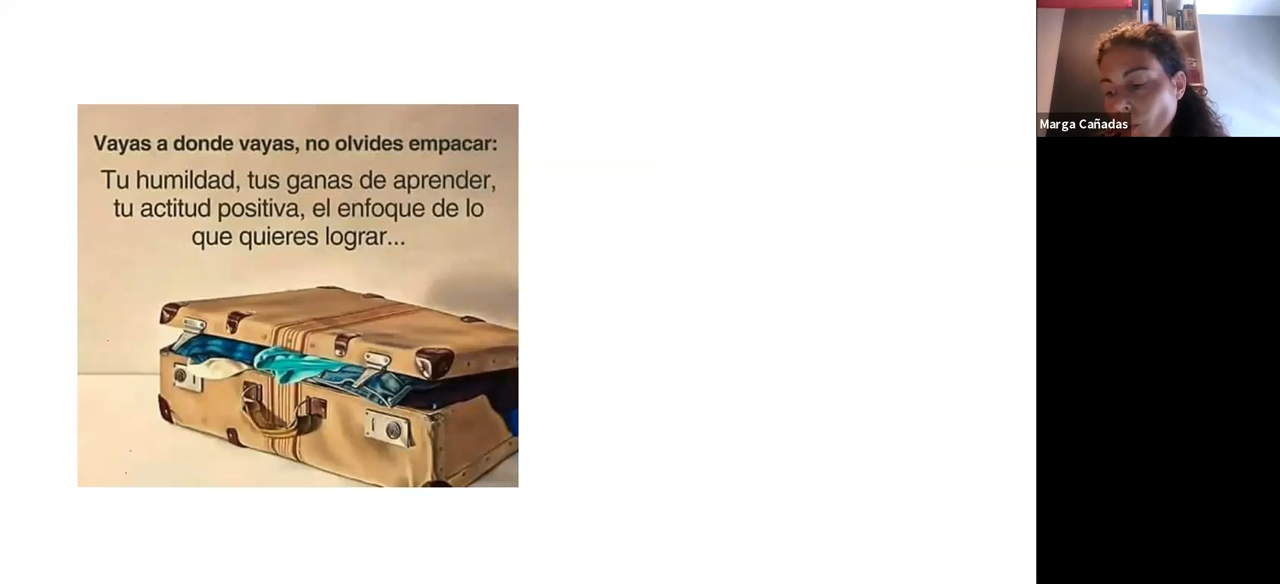 Vayas a donde vayas, no olvides empacar:
Tu humildad, tus ganas de aprender,
tu actitud positiva, el enfoque de lo
que quieres lograr...
Marga Cañadas